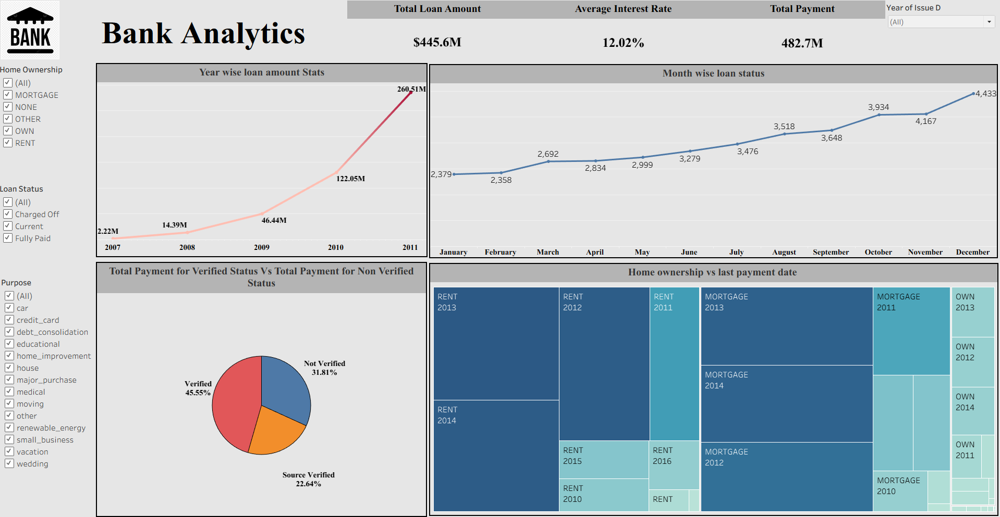 BANK
Bank Analytics
Total Loan Amount
Average Interest Rate
Total Payment
$445.6M
12.02%
482.7M
Year of Issue D
(All)
Home Ownership
(All)
MORTGAGE
NONE
OTHER
OWN
RENT
Loan Status
(All)
Charged Off
Current
Fully Paid
Purpose
(All)
car
credit_card
debt_consolidation
educational
home_improvement
house
major_purchase
medical
moving
other
renewable_energy
small_business
vacation
wedding
Year wise loan amount Stats
2.22M
14.39M
46.44M
122.05M
260.51M
2007
2008
2009
2010
2011
Month wise loan status
2,379
2,358
2,692
2,834
2,999
3,279
3,476
3,518
3,648
3,934
4,167
4,433
January
February
March
April
May
June
July
August
September
October
November
December
Total Payment for Verified Status Vs Total Payment for Non Verified
Status
Not Verified
31.81%
Verified
45.55%
Source Verified
22.64%
Home ownership vs last payment date
RENT
2013
RENT
2014
RENT
2012
RENT
2011
RENT
2015
RENT
2016
RENT
2010
RENT
MORTGAGE
2013
MORTGAGE
2014
MORTGAGE
2012
MORTGAGE
2011
MORTGAGE
2010
OWN
2013
OWN
2012
OWN
2014
OWN
2011